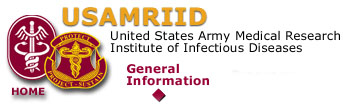 USAMRIID
United States Army Medical Research
Institute of Infectious Diseases
PROTECT
PROJECT - SUSTAIN
General
Information
HOME